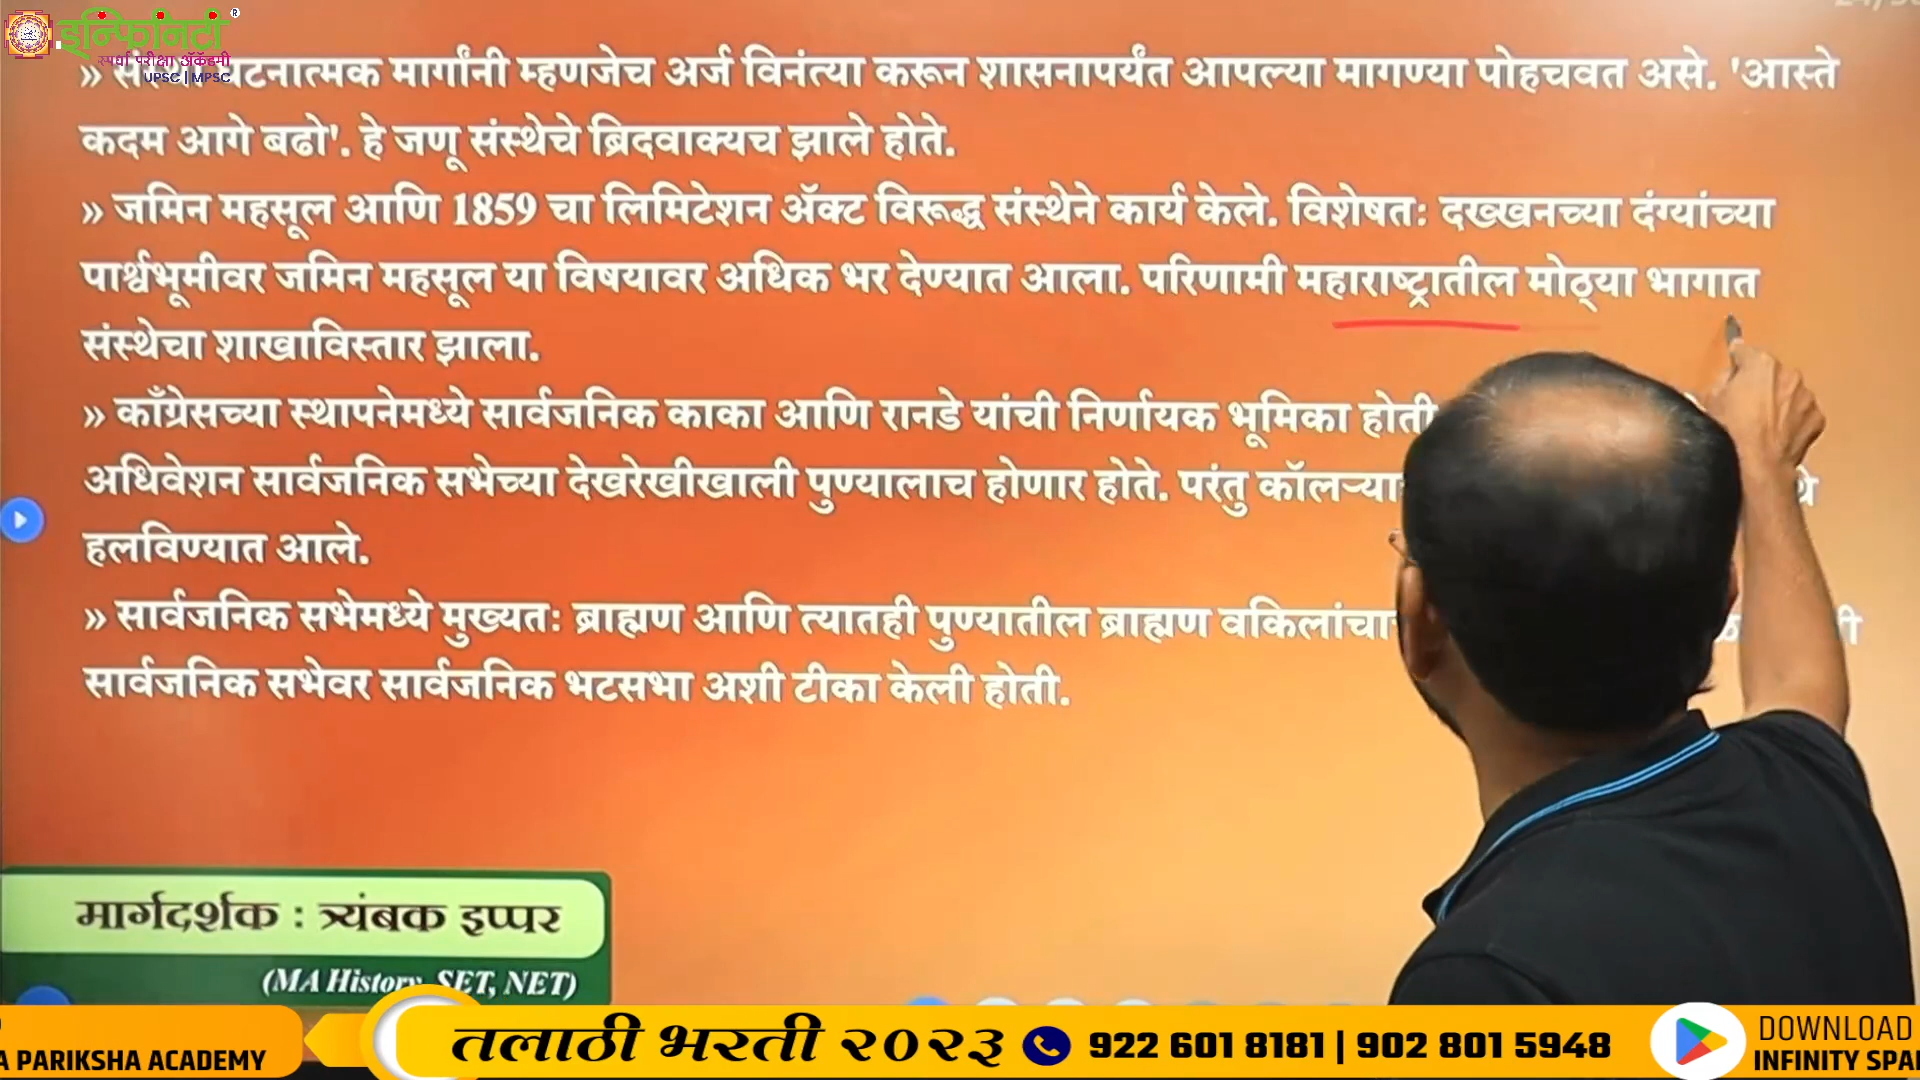 इन्फिनिटी ®
स्पर्धा परीक्षा ॲकॅडमी
UPSC | MPSC
» संस्था घटनात्मक मार्गांनी म्हणजेच अर्ज विनंत्या करून शासनापर्यंत आपल्या मागण्या पोहचवत असे. 'आस्ते
कदम आगे बढो'. हे जणू संस्थेचे ब्रिदवाक्यच झाले होते.
» जमिन महसूल आणि 1859 चा लिमिटेशन ॲक्ट विरूद्ध संस्थेने कार्य केले. विशेषतः दख्खनच्या दंग्यांच्या
पार्श्वभूमीवर जमिन महसूल या विषयावर अधिक भर देण्यात आला. परिणामी महाराष्ट्रातील मोठ्या भागात
संस्थेचा शाखाविस्तार झाला.
» काँग्रेसच्या स्थापनेमध्ये सार्वजनिक काका आणि रानडे यांची निर्णायक भूमिका होती
अधिवेशन सार्वजनिक सभेच्या देखरेखीखाली पुण्यालाच होणार होते. परंतु कॉलऱ्या
हलविण्यात आले.
» सार्वजनिक सभेमध्ये मुख्यतः ब्राह्मण आणि त्यातही पुण्यातील ब्राह्मण वकिलांचा
सार्वजनिक सभेवर सार्वजनिक भटसभा अशी टीका केली होती.
मार्गदर्शक : त्र्यंबक इप्पर
(MA History, SET, NET)
A PARIKSHA ACADEMY
तलाठी भरती २०२३
922 601 8181 | 902 801 5948
DOWNLOAD
INFINITY SPA